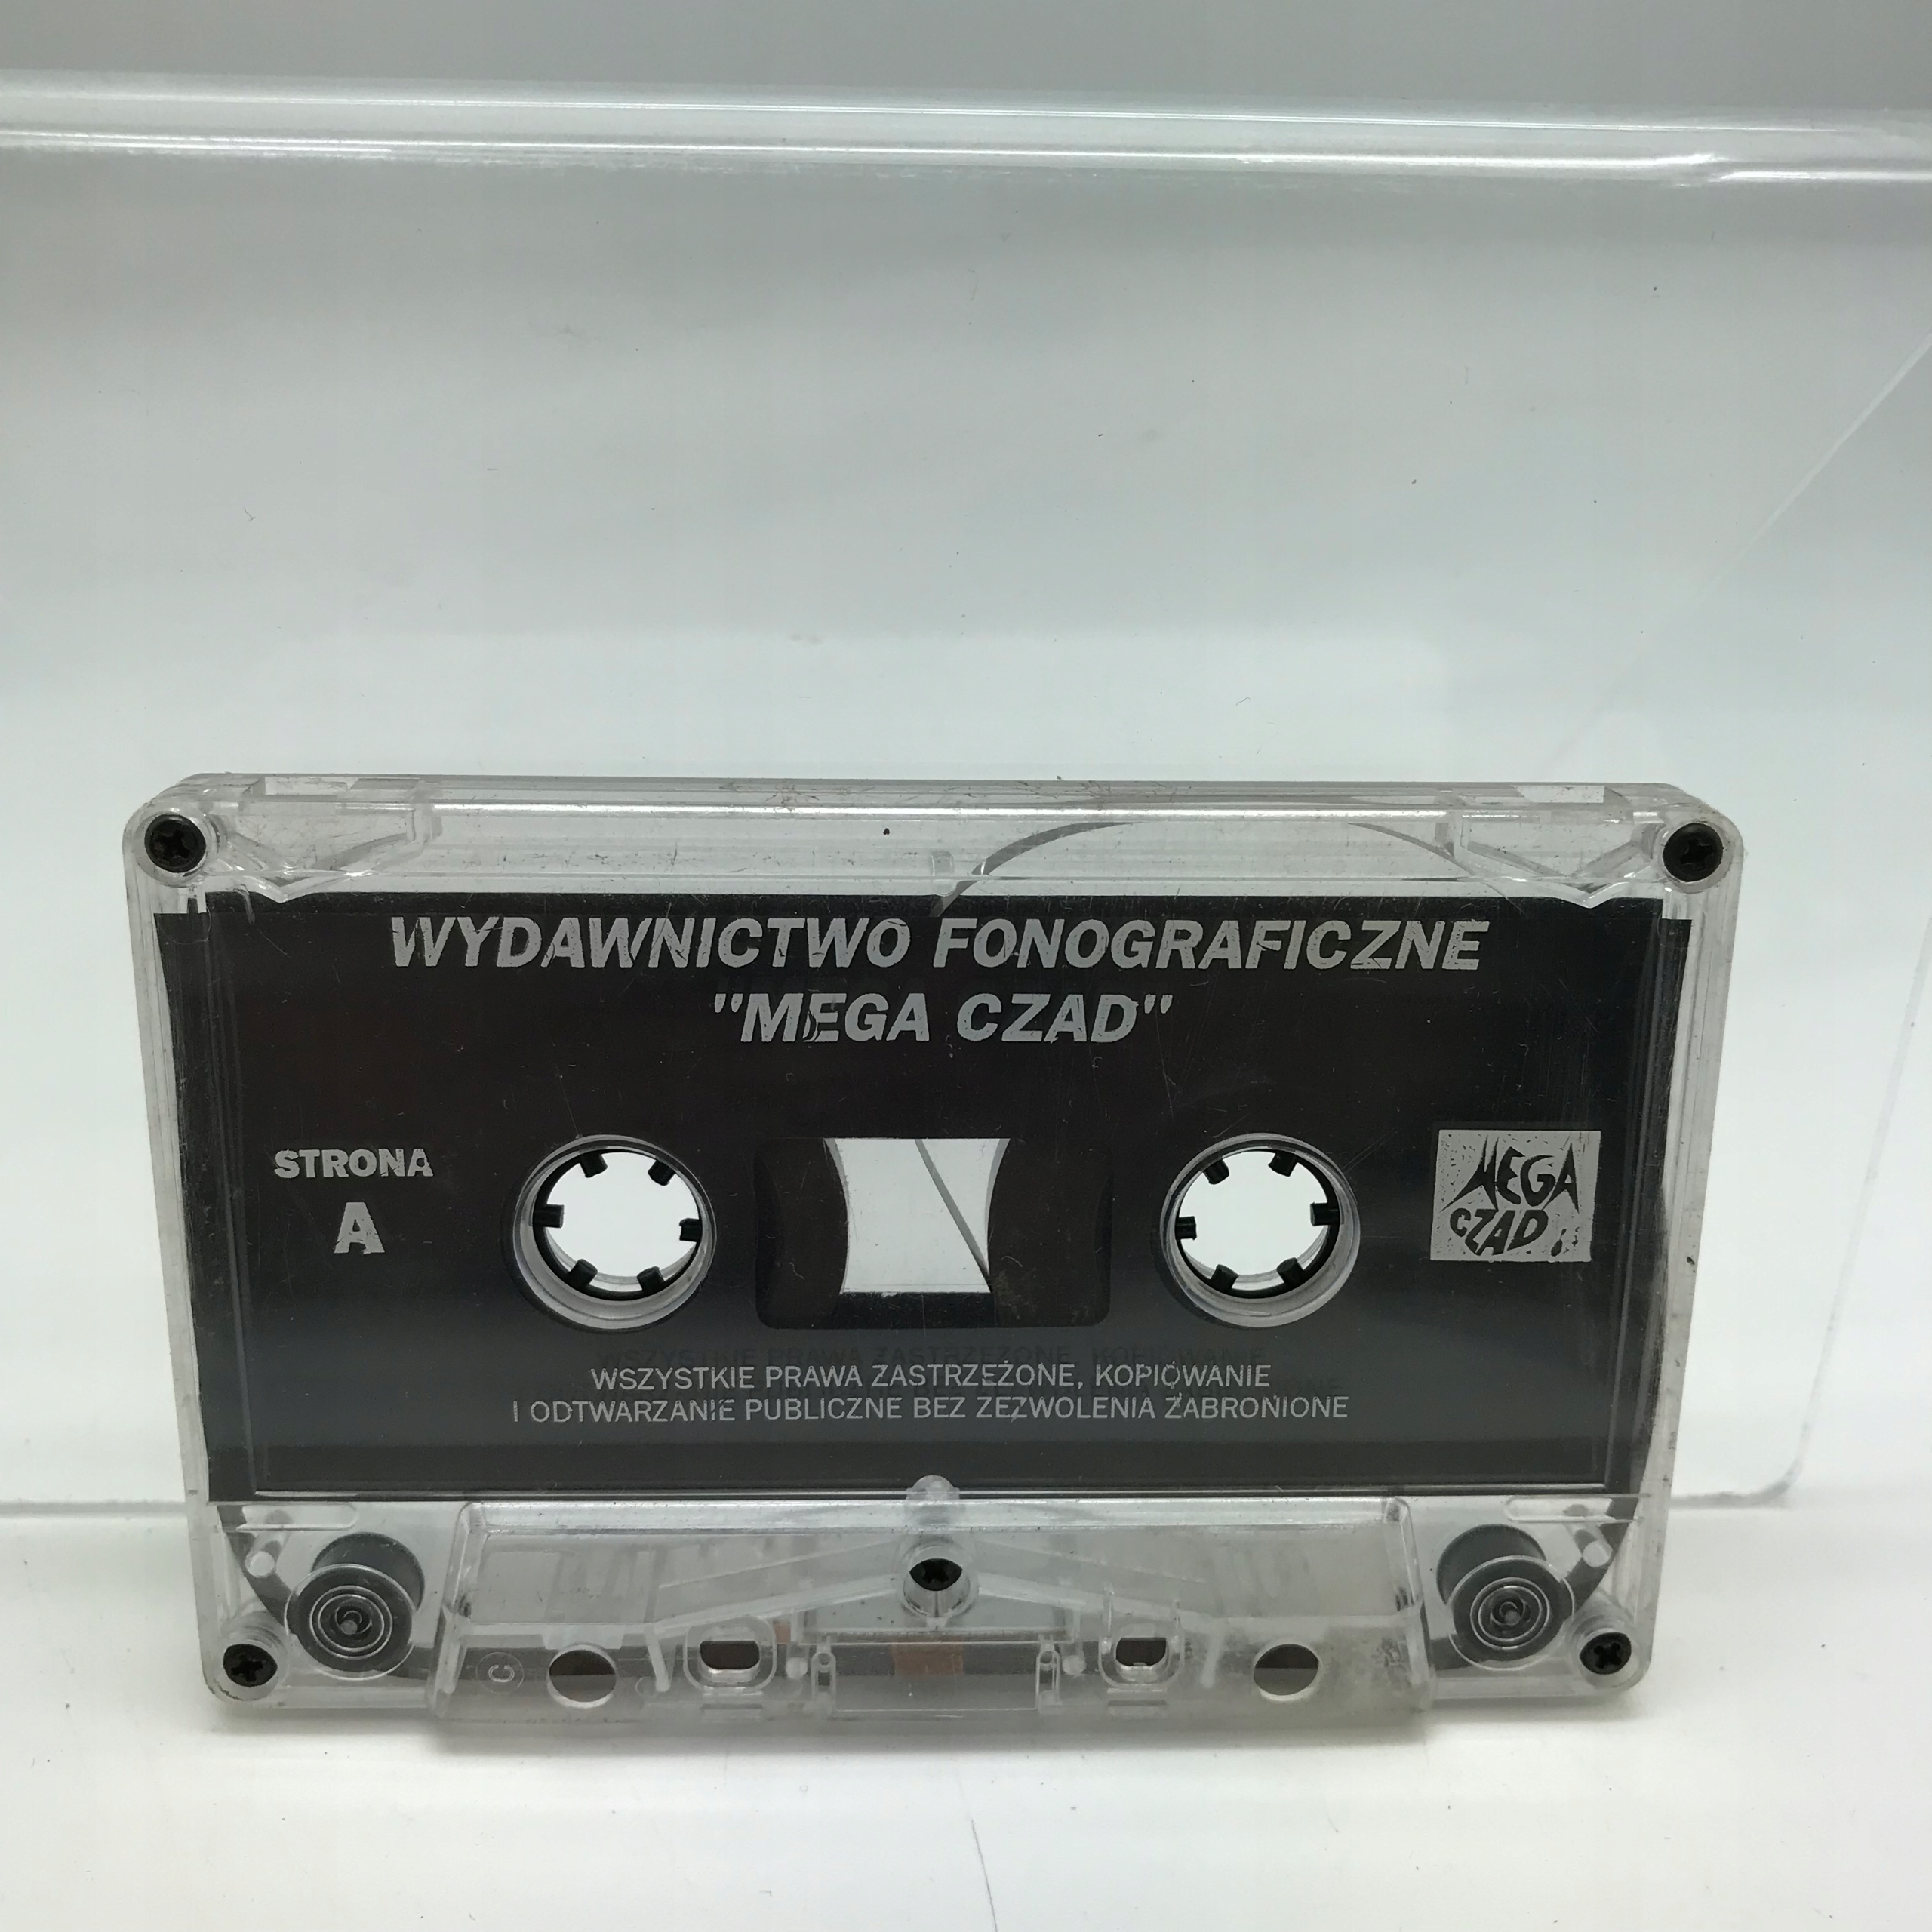 WYDAWNICTWO FONOGRAFICZNE
"MEGA CZAD"
STRONA
A
MEGA
CZAD
WSZYSTKIE PRAWA ZASTRZEŻONE, KOPIOWANIE
I ODTWARZANIE PUBLICZNE BEZ ZEZWOLENIA ZABRONIONE
C